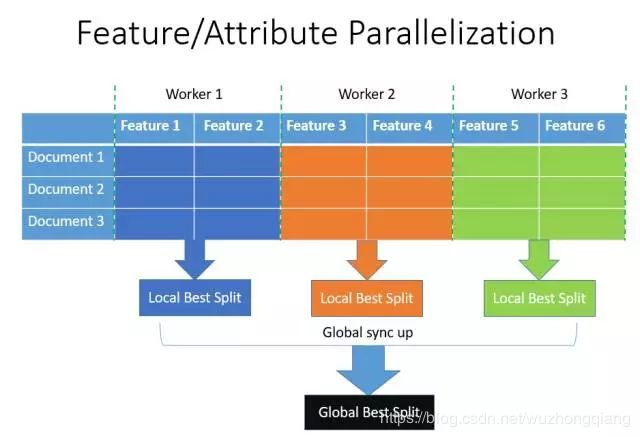 Feature/Attribute Parallelization
Worker 1 Worker 2 Worker 3
Feature 1 Feature 2 Feature 3 Feature 4 Feature 5 Feature 6
Document 1
Document 2
Document 3
Local Best Split Local Best Split Local Best Split
Global sync up
Global Best Split
https://blog.csdn.net/wuzhongqiang